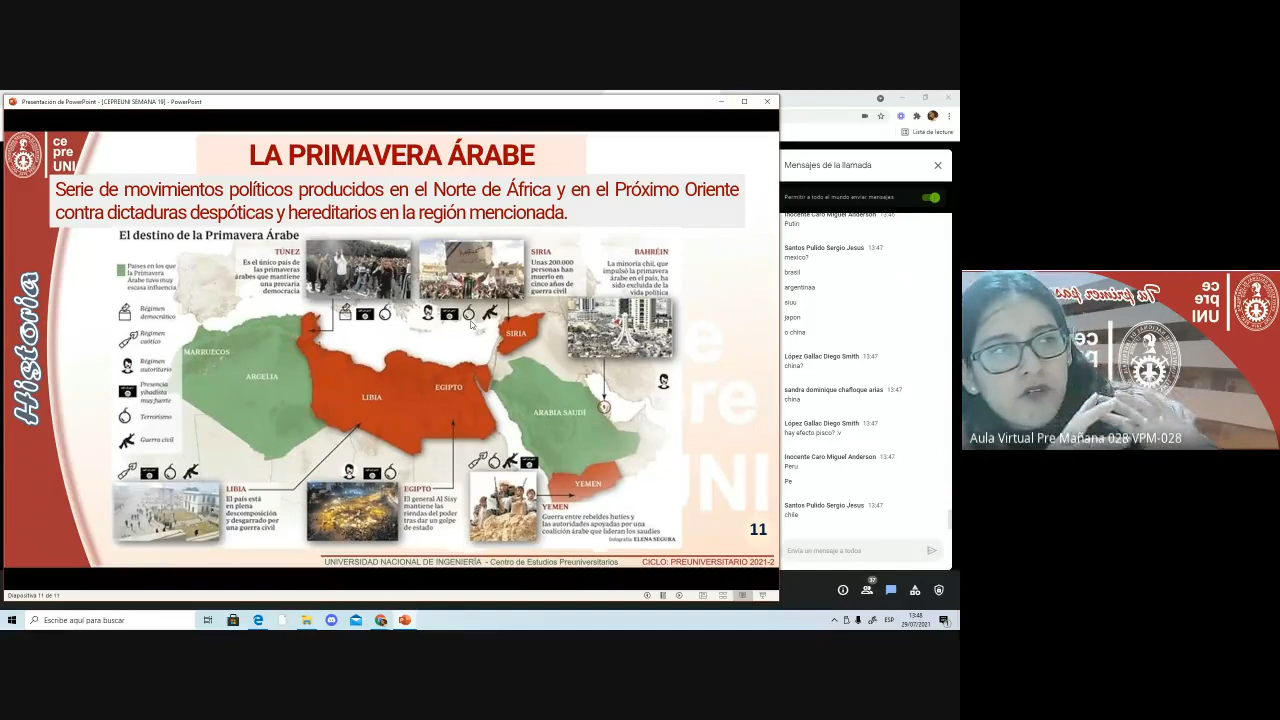 Presentación de PowerPoint - [CEPREUNI SEMANA 19] - PowerPoint
ce
pre
UNI
LA PRIMAVERA ÁRABE
Serie de movimientos políticos producidos en el Norte de África y en el Próximo Oriente
contra dictaduras despóticas y hereditarios en la región mencionada.
Historia
El destino de la Primavera Árabe
Países en los que
la Primavera
Árabe tuvo muy
escasa influencia
Régimen
democrático
Régimen
caótico
Régimen
autoritario
Presencia
yihadista
muy fuerte
Terrorismo
Guerra civil
TÚNEZ
Es el único país de
las primaveras
árabes que mantiene
una precaria
democracia
SIRIA
Unas 200.000
personas han
muerto en
cinco años de
guerra civil
BAHRÉIN
La minoría chií, que
impulsó la primavera
árabe en el país, ha
sido excluida de la
vida política
MARRUECOS
ARGELIA
LIBIA
EGIPTO
SIRIA
ARABIA SAUDÍ
YEMEN
LIBIA
El país está
en plena
descomposición
y desgarrado por
una guerra civil
EGIPTO
El general Al Sisy
mantiene las
riendas del poder
tras dar un golpe
de estado
YEMEN
Guerra entre rebeldes hutíes y
las autoridades apoyadas por una
coalición árabe que lideran los saudíes
Infografía: ELENA SEGURA
11
UNIVERSIDAD NACIONAL DE INGENIERÍA - Centro de Estudios Preuniversitarios
CICLO: PREUNIVERSITARIO 2021-2
Diapositiva 11 de 11
Lista de lectura
Mensajes de la llamada
Permitir a todo el mundo enviar mensajes
Inocente Caro Miguel Anderson 13:46
Putin
Santos Pulido Sergio Jesus 13:47
mexico?
brasil
argentinaa
siuu
japon
o china
López Gallac Diego Smith 13:47
china?
sandra dominique chafloque arias 13:47
china
López Gallac Diego Smith 13:47
hay efecto pisco? :v
Inocente Caro Miguel Anderson 13:47
Peru
Pe
Santos Pulido Sergio Jesus 13:47
chile
Envía un mensaje a todos
37
Escribe aquí para buscar
ESP
13:48
29/07/2021
Tu primer pas
ce
pre
UNI
Aula Virtual Pre Mañana 028 VPM-028